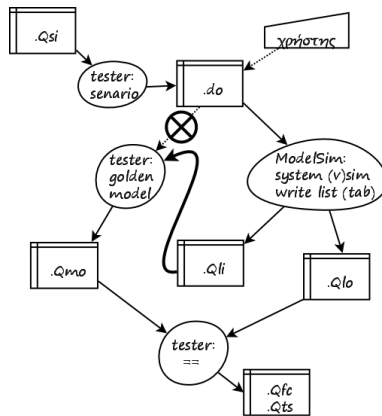 .Qsi
χρήστης
tester:
senario
.do
tester:
golden
model
ModelSim:
system (v)sim
write list (tab)
.Qmo
.Qli
.Qlo
tester:
==
.Qfc
.Qts